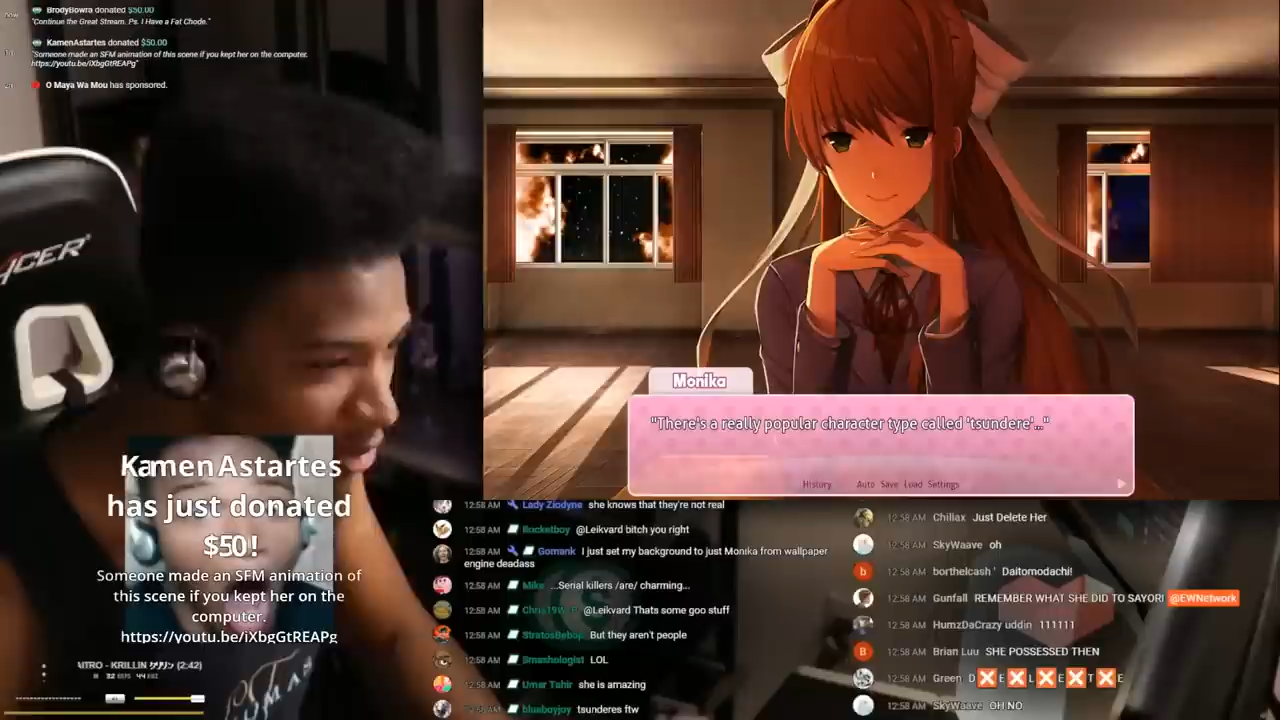 BrodyBowra donated $50.00
"Continue the Great Stream. Ps. I Have a Fat Chode."
KamenAstartes donated $50.00
"Someone made an SFM animation of this scene if you kept her on the computer.
https://youtu.be/iXbgGtREAPg"
O Maya Wa Mou has sponsored.
Monika
"There's a really popular character type called 'tsundere'..."
History Auto Save Load Settings
KamenAstartes
has just donated
$50!
Someone made an SFM animation of
this scene if you kept her on the
computer.
https://youtu.be/iXbgGtREAPg
NTRO - KRILLIN クリリン (2:42)
12:58 AM Lady Ziodyne she knows that they're not real
12:58 AM Rocketboy @Leikvard bitch you right
12:58 AM Gomank I just set my background to just Monika from wallpaper
engine deadass
12:58 AM Mike ...Serial killers /are/ charming...
12:58 AM @Leikvard Thats some goo stuff
12:58 AM StratosBebop But they aren't people
12:58 AM Smashologist LOL
12:58 AM Umer Tahir she is amazing
12:58 AM blueboyjoy tsunderes ftw
12:58 AM Chillax Just Delete Her
12:58 AM SkyWaave oh
12:58 AM borthelcash ' Daitomodachi!
12:58 AM Gunfall REMEMBER WHAT SHE DID TO SAYORI @EWNetwork
12:58 AM HumzDaCrazy uddin 111111
12:58 AM Brian Luu SHE POSSESSED THEN
12:58 AM Green D❌E❌L❌E❌T❌E
12:58 AM SkyWaave OH NO